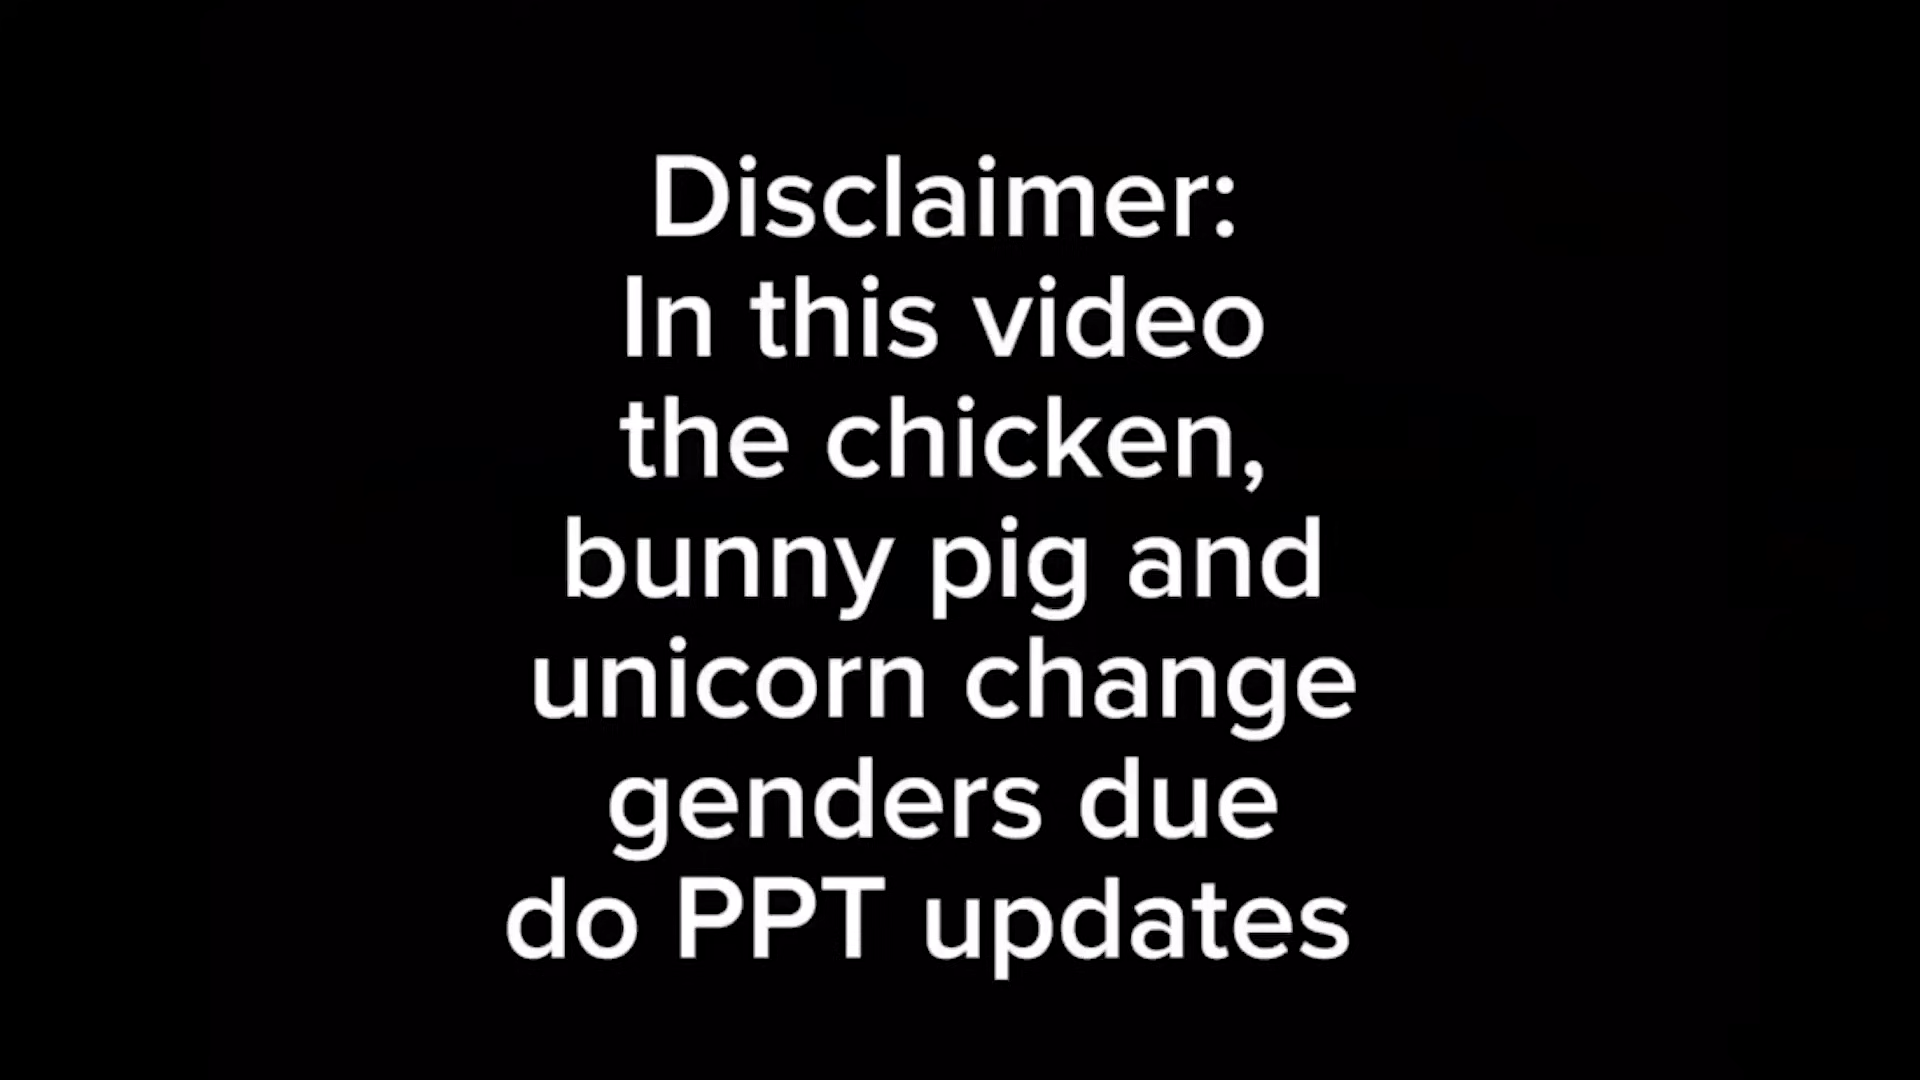 Disclaimer:
In this video
the chicken,
bunny pig and
unicorn change
genders due
do PPT updates